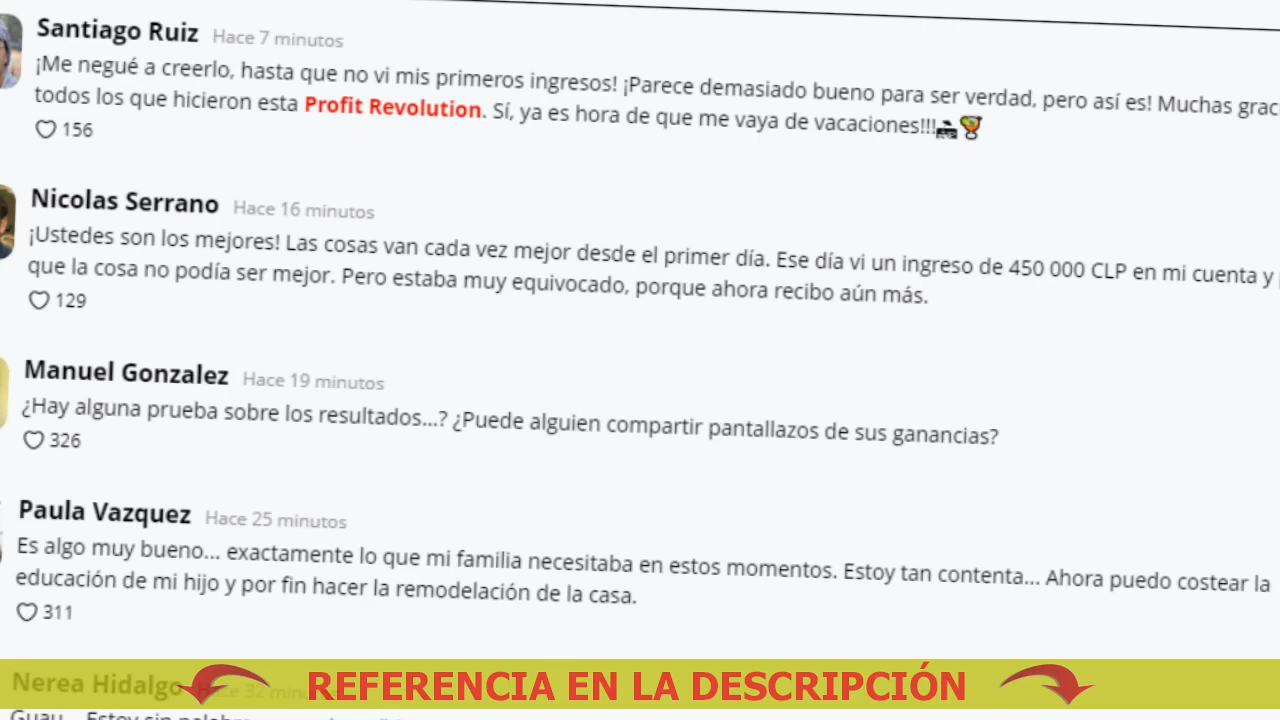 Santiago Ruiz Hace 7 minutos
¡Me negué a creerlo, hasta que no vi mis primeros ingresos! ¡Parece demasiado bueno para ser verdad, pero así es! Muchas
todos los que hicieron esta Profit Revolution. Sí, ya es hora de que me vaya de vacaciones!!!
156
Nicolas Serrano Hace 16 minutos
¡Ustedes son los mejores! Las cosas van cada vez mejor desde el primer día. Ese día vi un ingreso de 450 000 CLP en mi cuenta y
que la cosa no podía ser mejor. Pero estaba muy equivocado, porque ahora recibo aún más.
129
Manuel Gonzalez Hace 19 minutos
¿Hay alguna prueba sobre los resultados...? ¿Puede alguien compartir pantallazos de sus ganancias?
326
Paula Vazquez Hace 25 minutos
Es algo muy bueno... exactamente lo que mi familia necesitaba en estos momentos. Estoy tan contenta... Ahora puedo costear la
educación de mi hijo y por fin hacer la remodelación de la casa.
311
Nerea Hidalgo Hace 32
REFERENCIA EN LA DESCRIPCIÓN